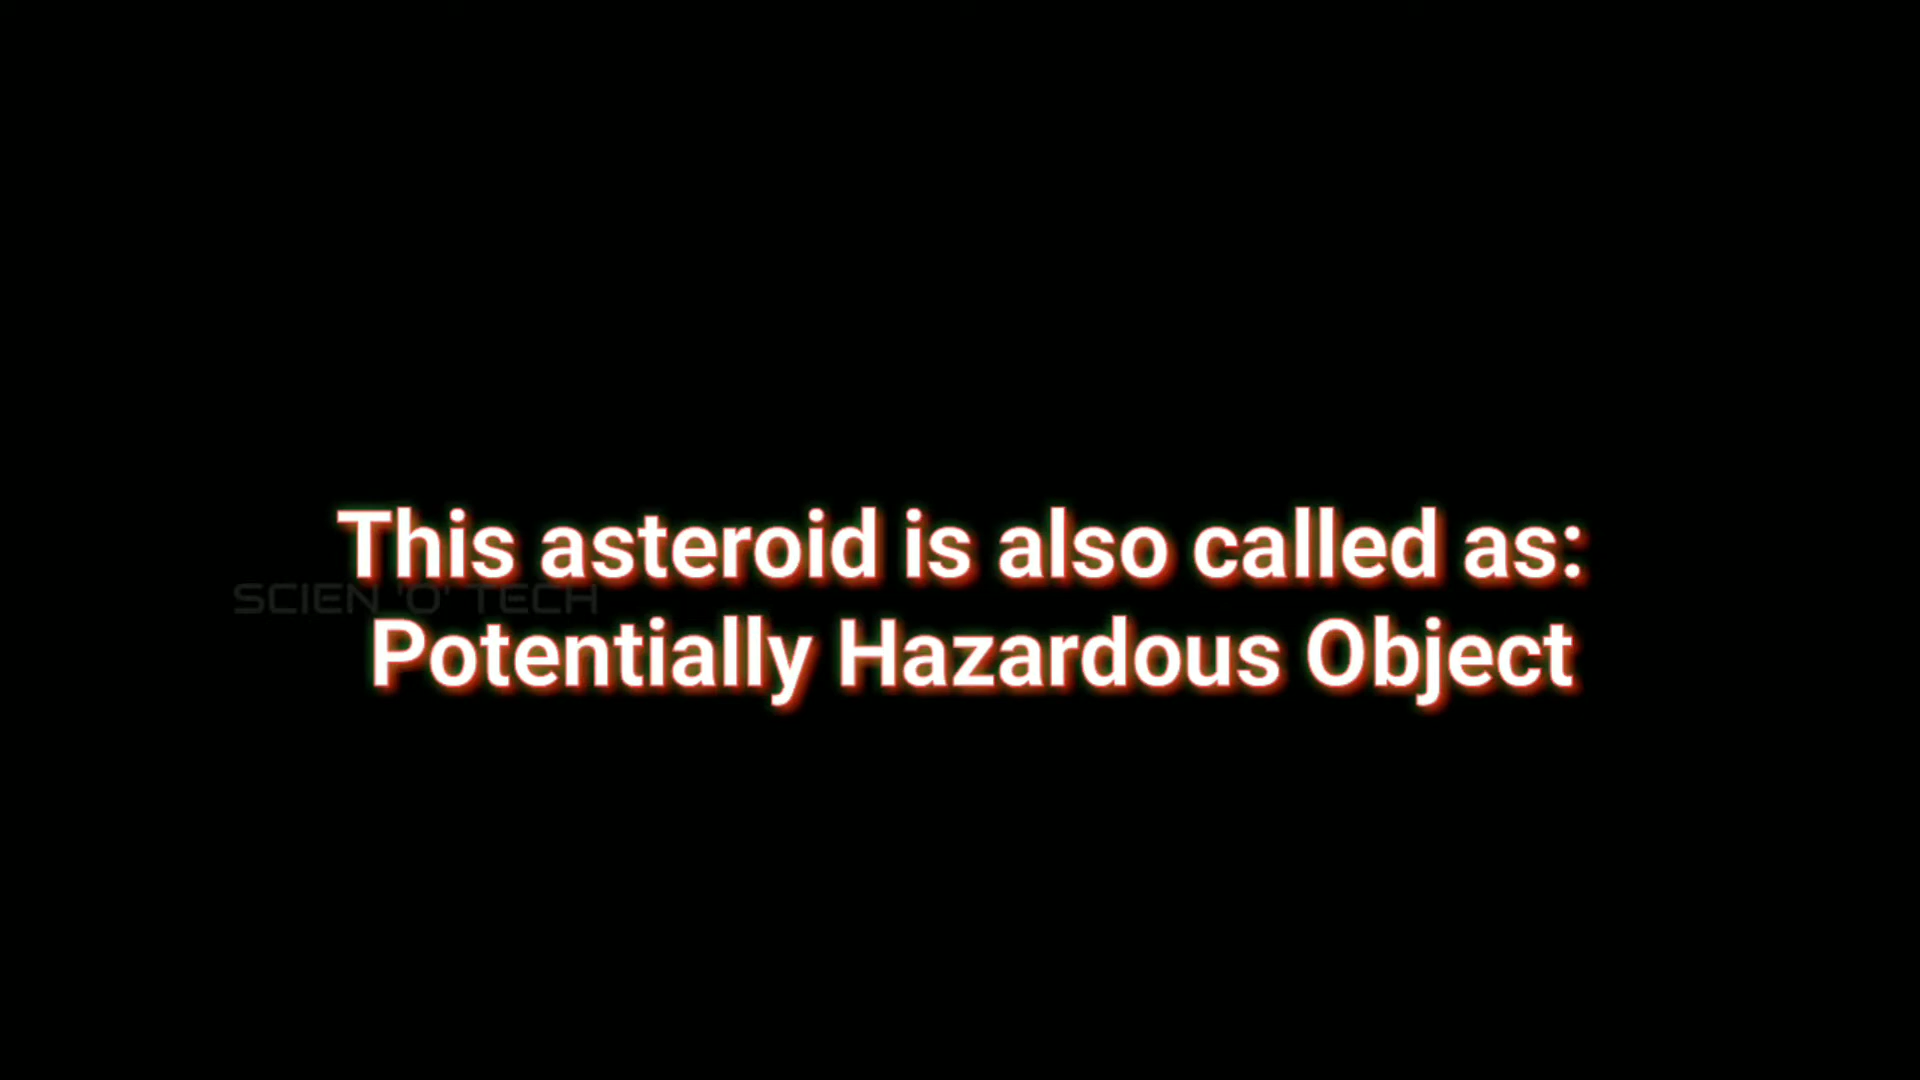 This asteroid is also called as:
SCIEN 'O' TECH
Potentially Hazardous Object